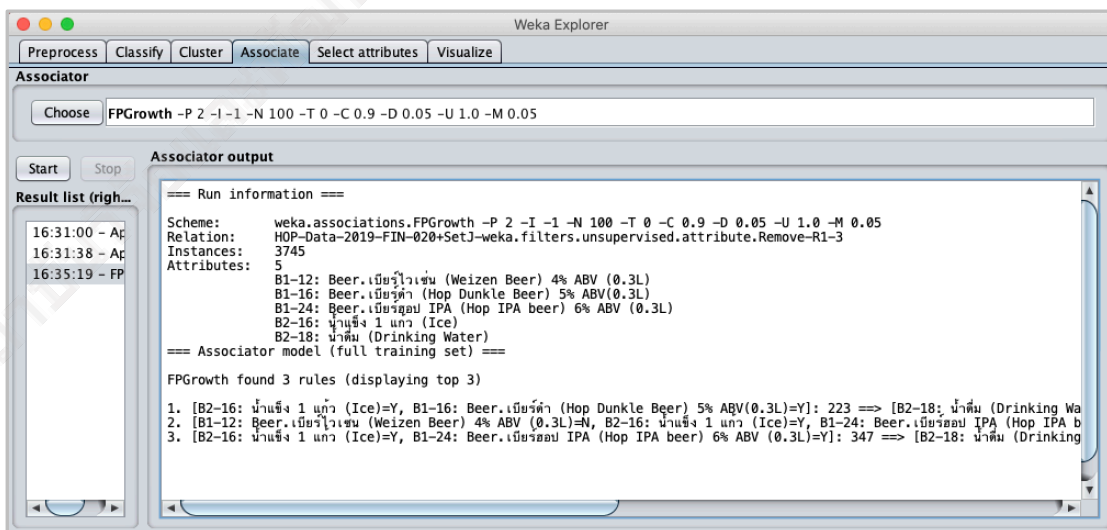 Weka Explorer
Preprocess Classify Cluster Associate Select attributes Visualize
Associator
Choose FPGrowth -P 2 -I -1 -N 100 -T 0 -C 0.9 -D 0.05 -U 1.0 -M 0.05
Start Stop
Associator output
Result list (righ...
16:31:00 – Ap
16:31:38 – Ap
16:35:19 – FP
=== Run information ===
Scheme: weka.associations.FPGrowth -P 2 -I -1 -N 100 -T 0 -C 0.9 -D 0.05 -U 1.0 -M 0.05
Relation: HOP-Data-2019-FIN-020+SetJ-weka.filters.unsupervised.attribute.Remove-R1-3
Instances: 3745
Attributes: 5
B1-12: Beer.เบียร์ไวเซ่น (Weizen Beer) 4% ABV (0.3L)
B1-16: Beer.เบียร์ดำ (Hop Dunkle Beer) 5% ABV(0.3L)
B1-24: Beer.เบียร์ฮอป IPA (Hop IPA beer) 6% ABV (0.3L)
B2-16: น้ำแข็ง 1 แก้ว (Ice)
B2-18: น้ำดื่ม (Drinking Water)
=== Associator model (full training set) ===
FPGrowth found 3 rules (displaying top 3)
1. [B2-16: น้ำแข็ง 1 แก้ว (Ice)=Y, B1-16: Beer.เบียร์ดำ (Hop Dunkle Beer) 5% ABV(0.3L)=Y]: 223 ==> [B2-18: น้ำดื่ม (Drinking Wa
2. [B1-12: Beer.เบียร์ไวเซ่น (Weizen Beer) 4% ABV (0.3L)=N, B2-16: น้ำแข็ง 1 แก้ว (Ice)=Y, B1-24: Beer.เบียร์ฮอป IPA (Hop IPA b
3. [B2-16: น้ำแข็ง 1 แก้ว (Ice)=Y, B1-24: Beer.เบียร์ฮอป IPA (Hop IPA beer) 6% ABV (0.3L)=Y]: 347 ==> [B2-18: น้ำดื่ม (Drinking